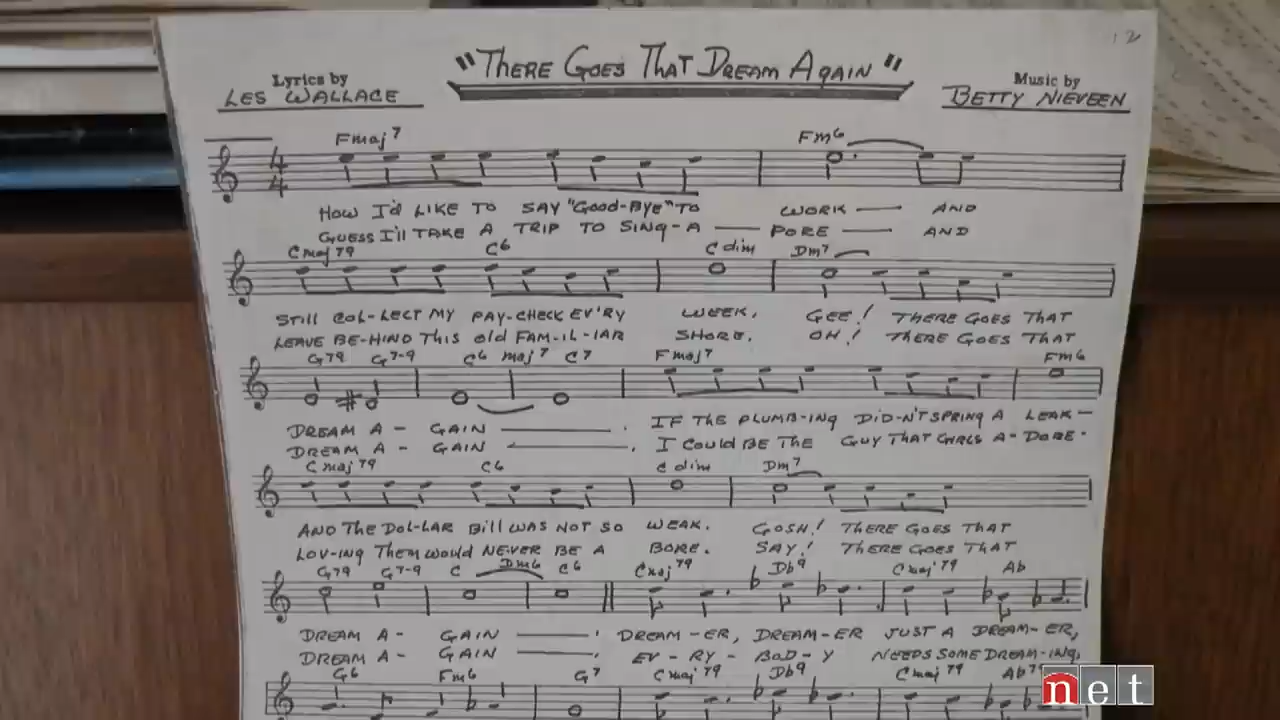 12
"THERE GOES THAT DREAM AGAIN"
Lyrics by
LES WALLACE
Music by
BETTY NIEVEEN
Fmaj7 Fm6
4
4
HOW I'd LIKE TO SAY "GOOD-BYE" TO WORK — AND
GUESS I'll TAKE A TRIP TO SING-A — PORE — AND
Cmaj79 C6 Cdim Dm7
STILL COL-LECT MY PAY-CHECK EV'RY WEEK. GEE! THERE GOES THAT
LEAVE BE-HIND THIS old FAM-IL-IAR SHORE. OH! THERE GOES THAT
G79 G7-9 C6 maj7 C7 Fmaj7 Fm6
DREAM A- GAIN —. IF THE PLUMB-ING DID-N'T SPRING A LEAK—
DREAM A- GAIN —. I COULD BE THE GUY THAT GIRLS A-DORE-
Cmaj79 C6 Cdim Dm7
AND THE DOL-LAR Bill WAS NOT SO WEAK. GOSH! THERE GOES THAT
LOV-ING THEM WOULD NEVER BE A BORE. SAY! THERE GOES THAT
G79 G7-9 C Dm6 C6 Cmaj79 Db9 Cmaj79 Ab
DREAM A- GAIN —. DREAM-ER, DREAM-ER JUST A DREAM-ER,
DREAM A- GAIN —. EV-RY-BOD-Y NEEDS SOME DREAM-ING,
G6 Fm6 G7 Cmaj79 Db9 Cmaj79
net